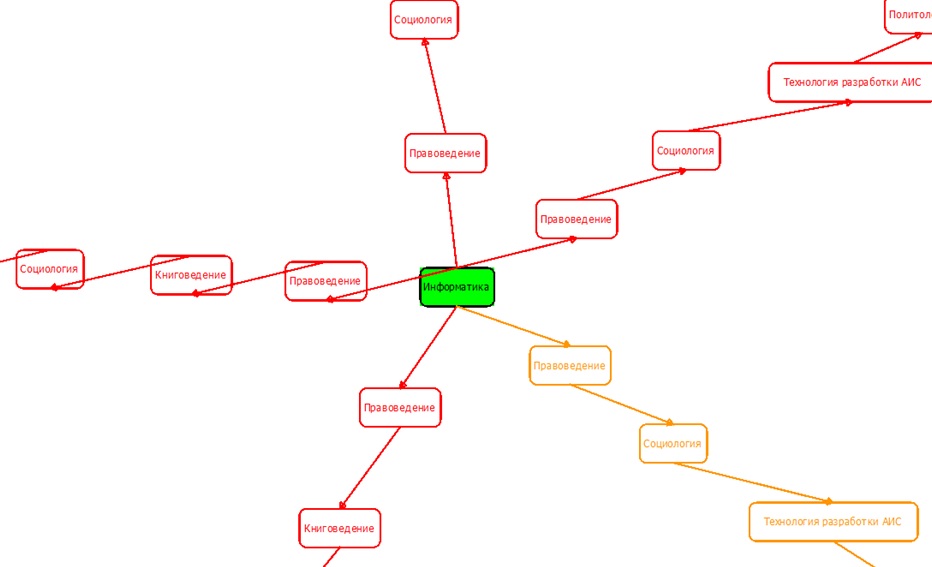 Социология
Политол
Технология разработки АИС
Правоведение
Социология
Правоведение
Социология
Книговедение
Правоведение
Информатика
Правоведение
Правоведение
Социология
Технология разработки АИС
Книговедение